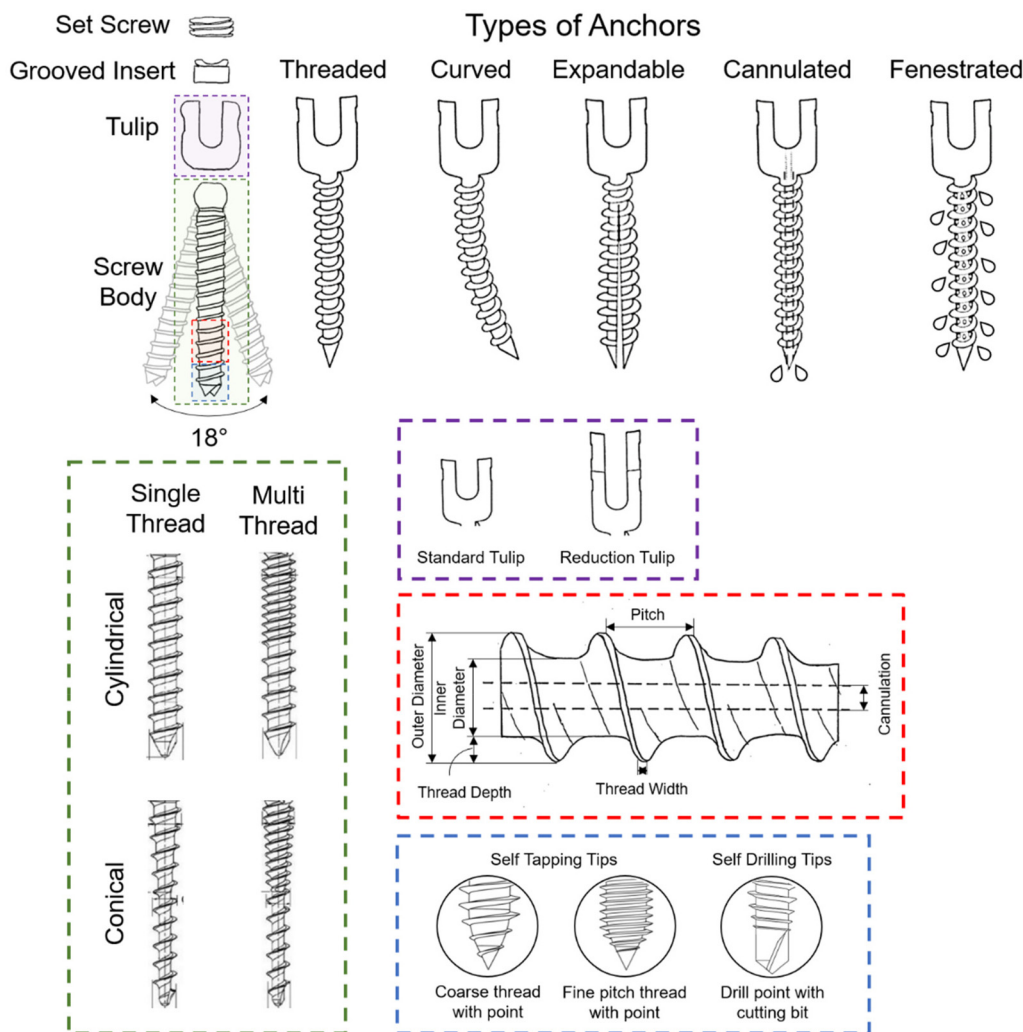 Types of Anchors
Set Screw
Grooved Insert
Tulip
Screw
Body
18°
Threaded
Curved
Expandable
Cannulated
Fenestrated
Single
Thread
Multi
Thread
Cylindrical
Conical
Standard Tulip
Reduction Tulip
Pitch
Outer Diameter
Inner
Diameter
Cannulation
Thread Depth
Thread Width
Self Tapping Tips
Self Drilling Tips
Coarse thread
with point
Fine pitch thread
with point
Drill point with
cutting bit